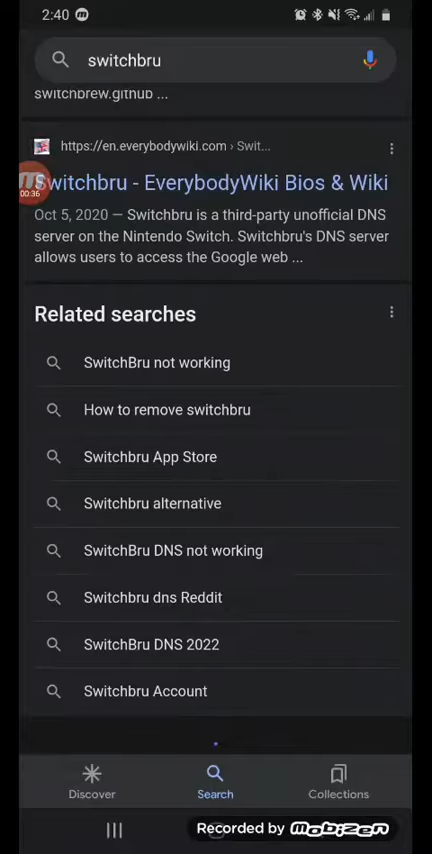 2:40
switchbru
switchbrew.github ...
https://en.everybodywiki.com › Swit...
Switchbru - EverybodyWiki Bios & Wiki
00:36
Oct 5, 2020 — Switchbru is a third-party unofficial DNS
server on the Nintendo Switch. Switchbru's DNS server
allows users to access the Google web ...
Related searches
SwitchBru not working
How to remove switchbru
Switchbru App Store
Switchbru alternative
SwitchBru DNS not working
Switchbru dns Reddit
SwitchBru DNS 2022
Switchbru Account
Discover
Search
Collections
Recorded by mobizen